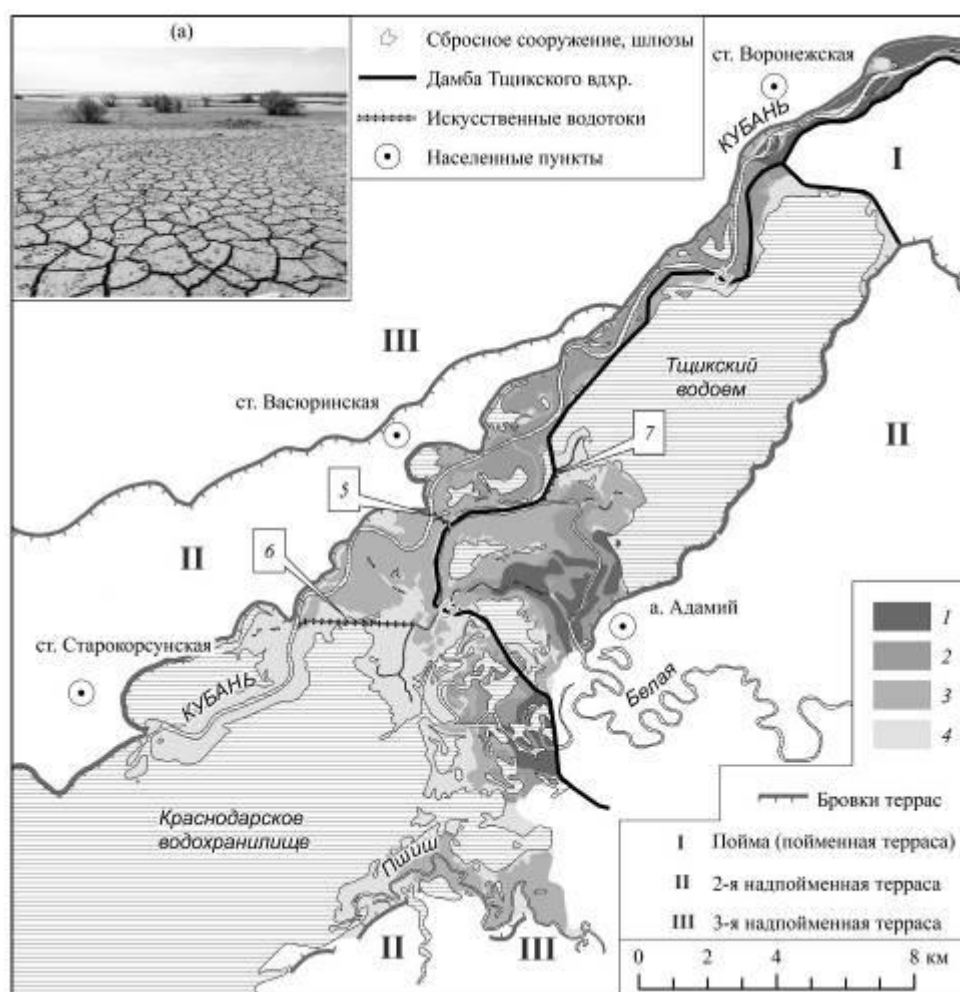 (а)
Сбросное сооружение, шлюзы
Дамба Тщикского вдхр.
Искусственные водотоки
Населенные пункты
ст. Воронежская
КУБАНЬ
I
II
III
Тщикский
водоем
ст. Васюринская
7
5
II
6
II
а. Адамий
ст. Старокорсунская
КУБАНЬ
Белая
1
2
3
4
Краснодарское
водохранилище
Пшиш
II
III
Бровки террас
I Пойма (пойменная терраса)
II 2-я надпойменная терраса
III 3-я надпойменная терраса
0 2 4 8 км